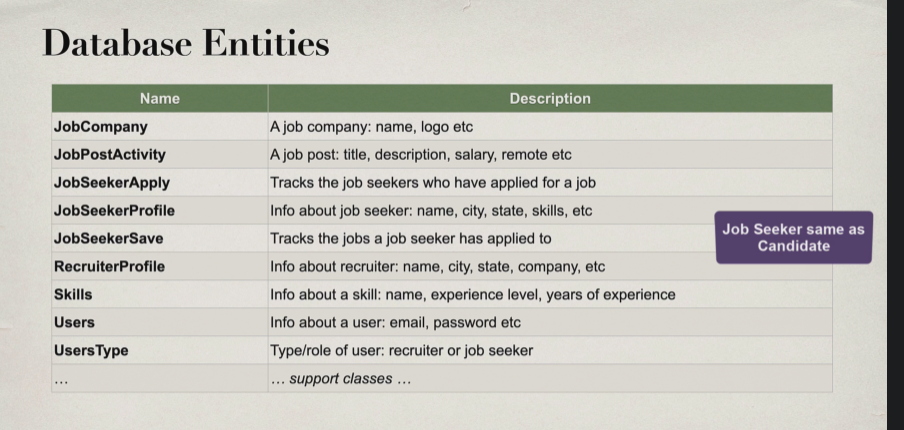 Database Entities
Name Description
JobCompany A job company: name, logo etc
JobPostActivity A job post: title, description, salary, remote etc
JobSeekerApply Tracks the job seekers who have applied for a job
JobSeekerProfile Info about job seeker: name, city, state, skills, etc
JobSeekerSave Tracks the jobs a job seeker has applied to
Job Seeker same as
Candidate
RecruiterProfile Info about recruiter: name, city, state, company, etc
Skills Info about a skill: name, experience level, years of experience
Users Info about a user: email, password etc
UsersType Type/role of user: recruiter or job seeker
… … support classes …